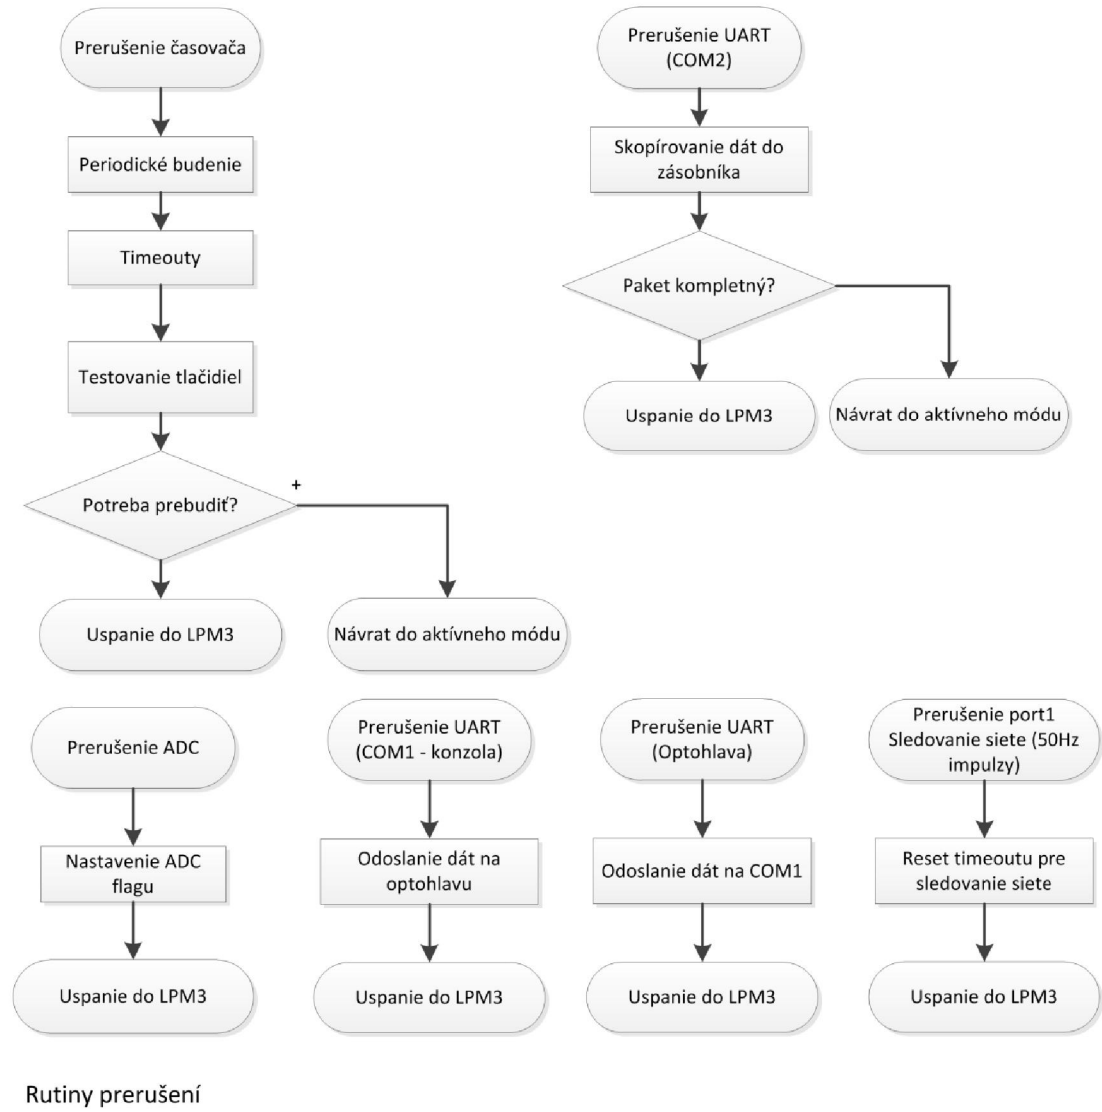 Prerušenie časovača
Periodické budenie
Timeouty
Testovanie tlačidiel
Potreba prebudiť?
+
Uspanie do LPM3
Návrat do aktívneho módu
Prerušenie UART
(COM2)
Skopírovanie dát do
zásobníka
Paket kompletný?
Uspanie do LPM3
Návrat do aktívneho módu
Prerušenie ADC
Nastavenie ADC
flagu
Uspanie do LPM3
Prerušenie UART
(COM1 - konzola)
Odoslanie dát na
optohlavu
Uspanie do LPM3
Prerušenie UART
(Optohlava)
Odoslanie dát na COM1
Uspanie do LPM3
Prerušenie port1
Sledovanie siete (50Hz
impulzy)
Reset timeoutu pre
sledovanie siete
Uspanie do LPM3
Rutiny prerušení